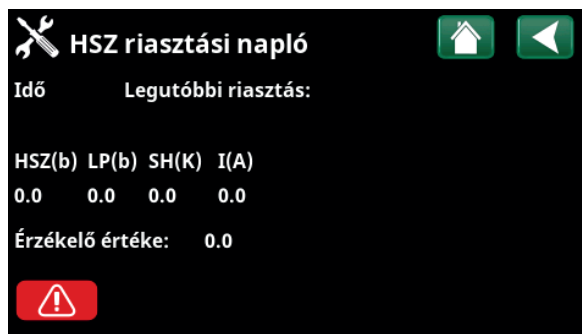 HSZ riasztási napló
Idő Legutóbbi riasztás:
HSZ(b) LP(b) SH(K) I(A)
0.0 0.0 0.0 0.0
Érzékelő értéke: 0.0